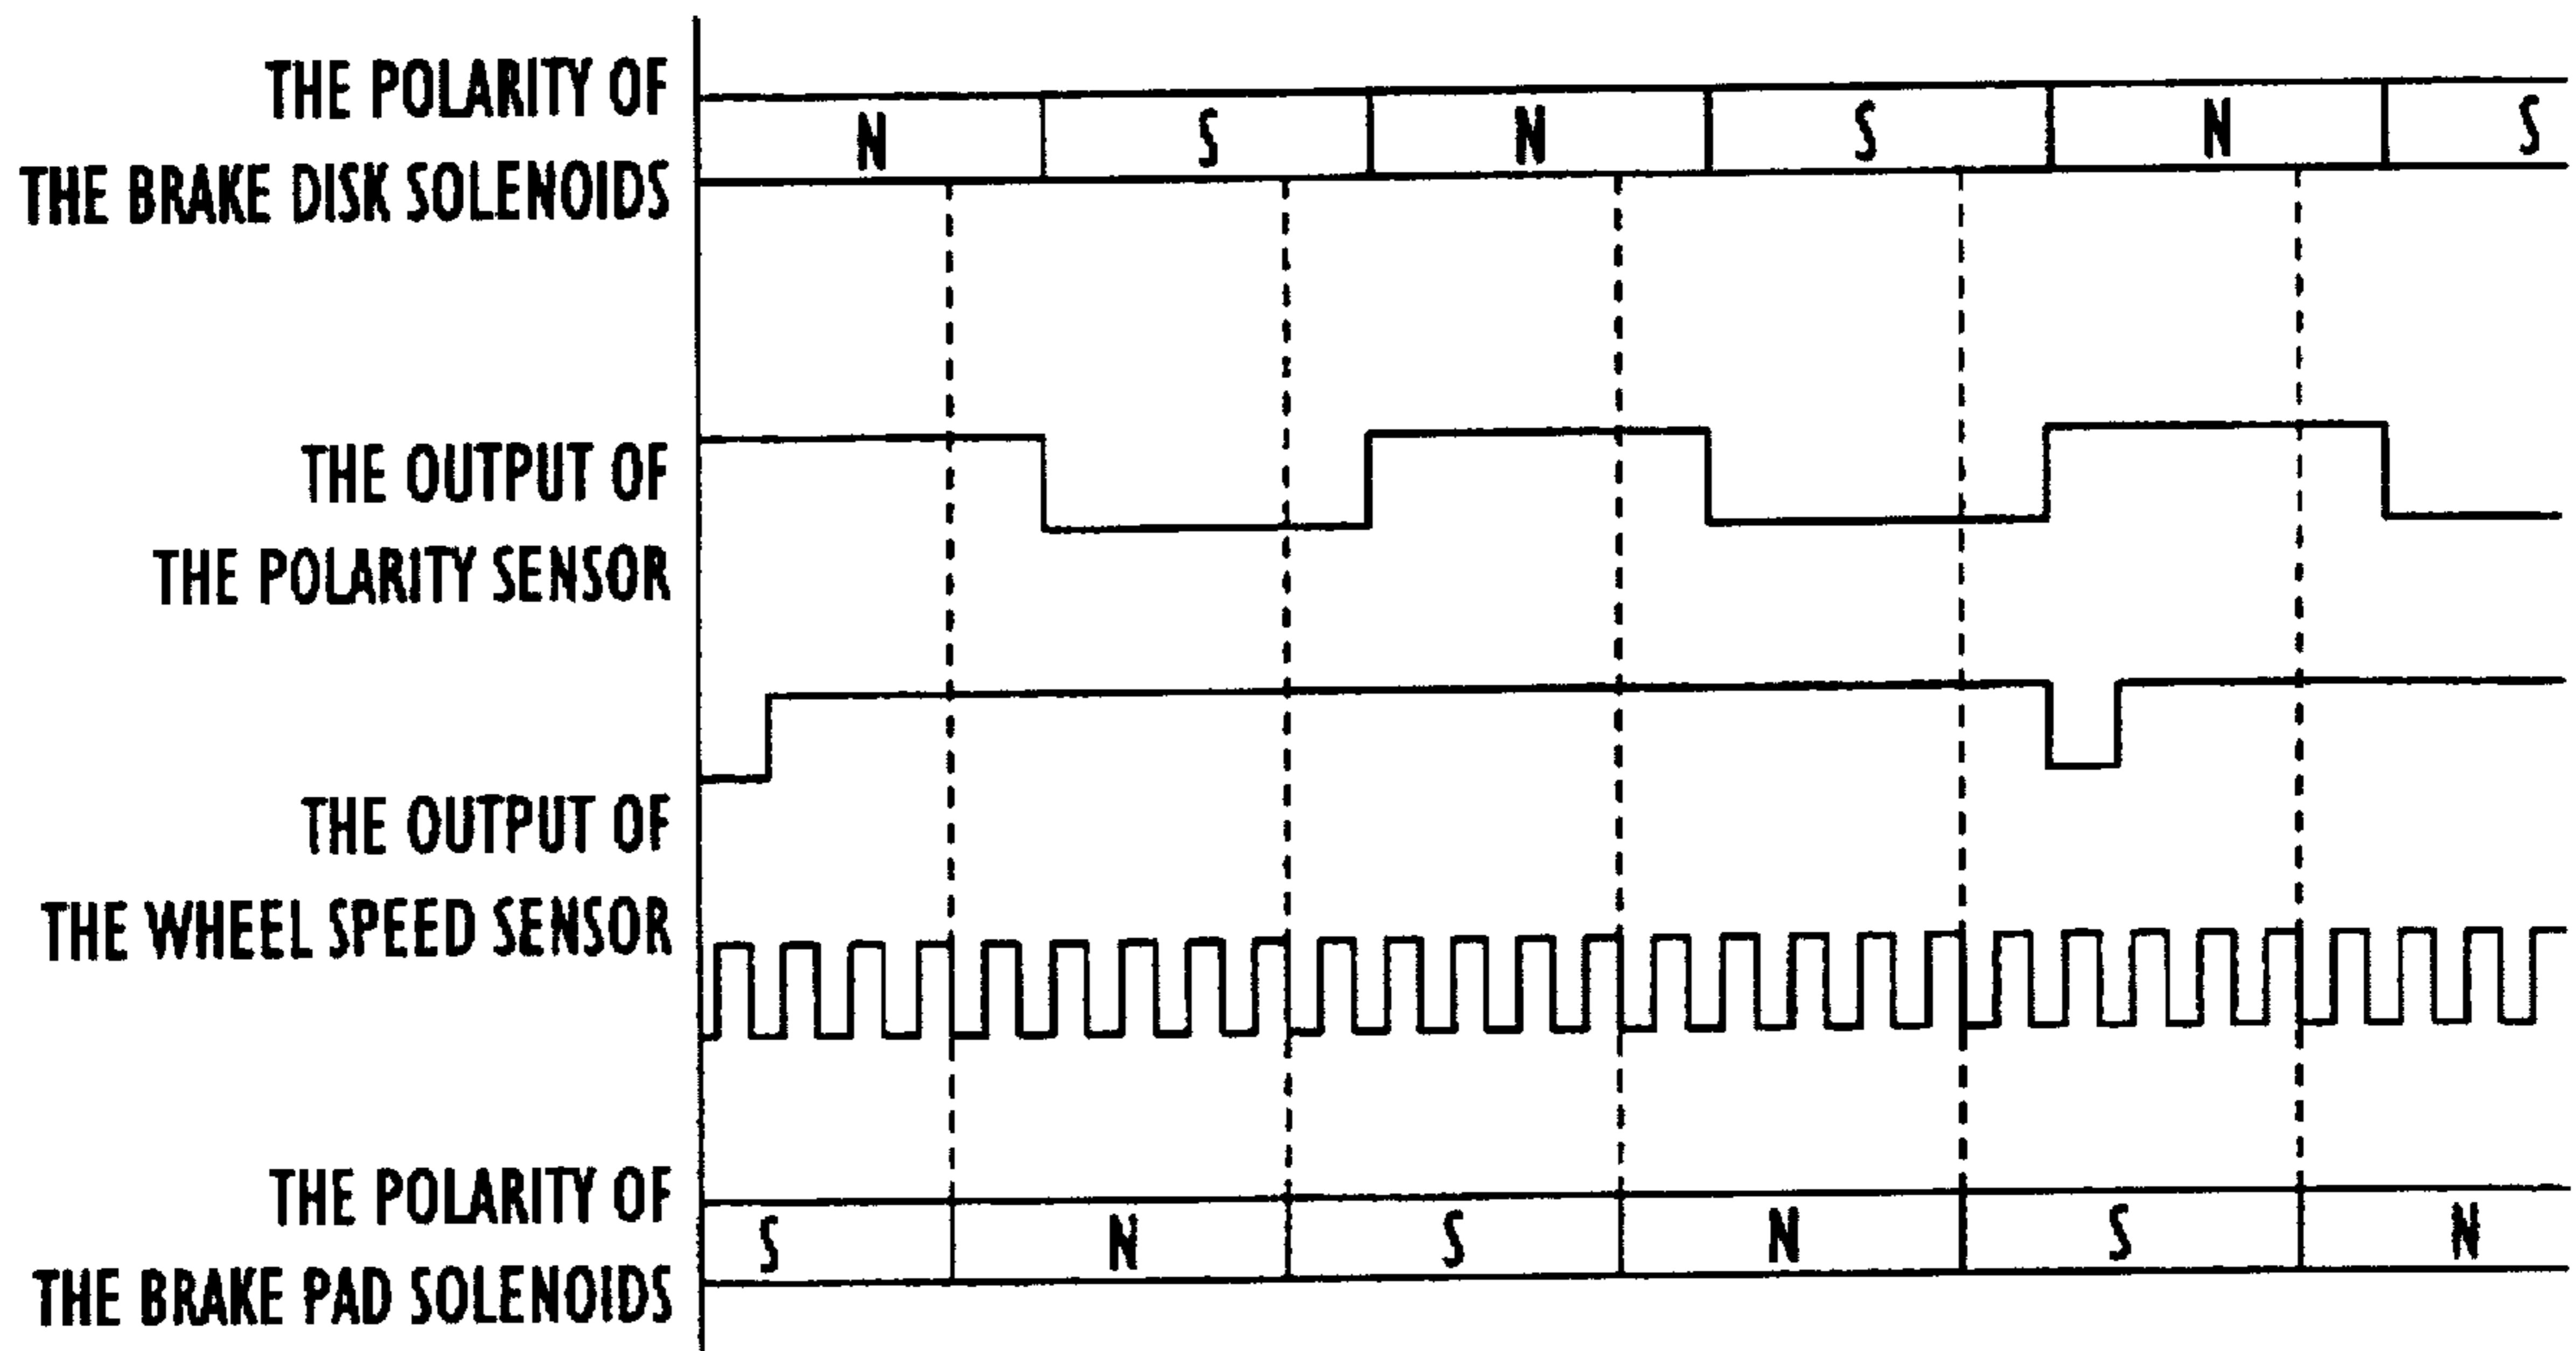 THE POLARITY OF
THE BRAKE DISK SOLENOIDS
N S N S N S
THE OUTPUT OF
THE POLARITY SENSOR
THE OUTPUT OF
THE WHEEL SPEED SENSOR
THE POLARITY OF
THE BRAKE PAD SOLENOIDS
S N S N S N